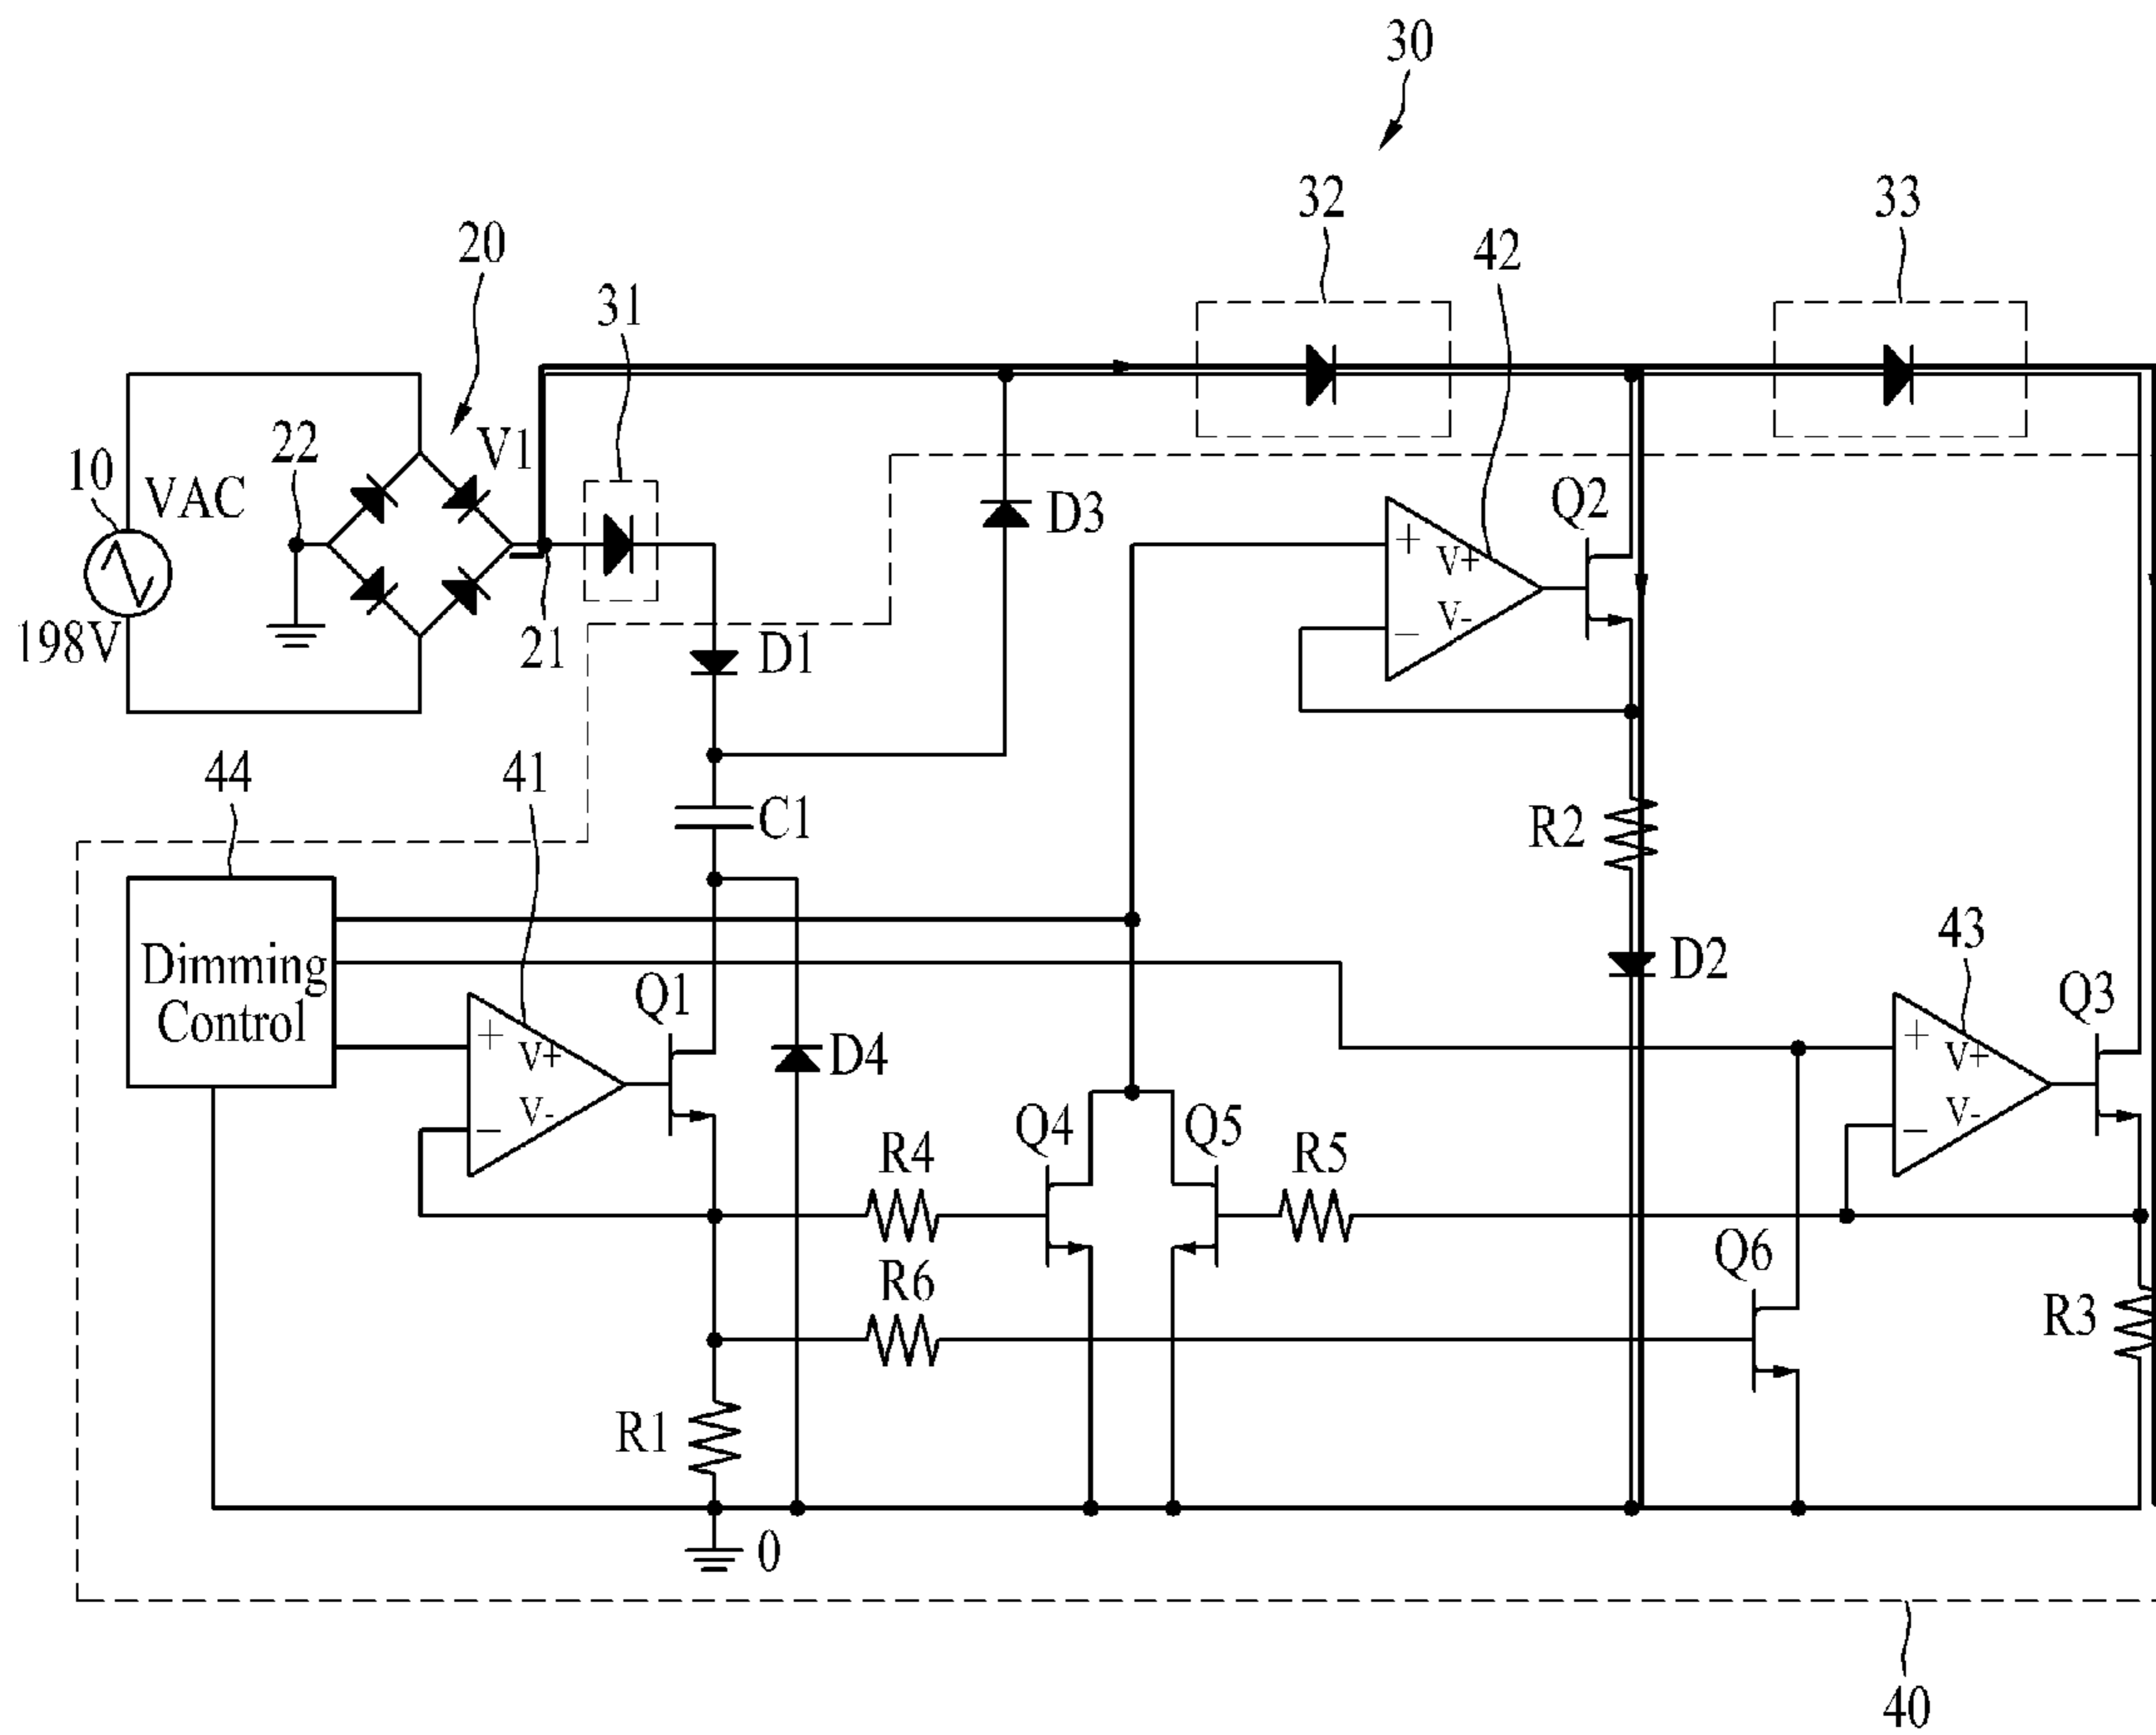 30
32
33
20
42
31
22
V1
10
VAC
Q2
D3
+
V+
V-
−
198V
21
D1
44
41
C1
R2
Dimming
Control
Q1
D2
43
Q3
+
V+
V-
−
D4
+
V+
V-
−
Q4
Q5
R4
R5
Q6
R6
R3
R1
0
40